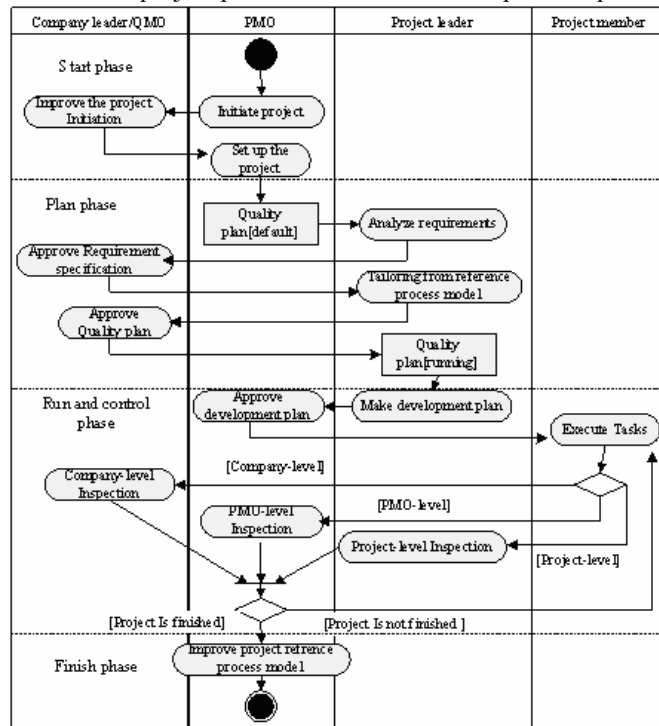 Company leader/QMO
PMO
Project leader
Project member
Start phase
Improve the project
Initiation
Initiate project
Set up the
project
Plan phase
Quality
plan[default]
Analyze requirements
Approve Requirement
specification
Tailoring from reference
process model
Approve
Quality plan
Quality
plan[running]
Run and control
phase
Approve
development plan
Make development plan
Execute Tasks
[Company-level]
Company-level
Inspection
[PMO-level]
PMO-level
Inspection
Project-level Inspection
[Project-level]
[Project Is finished]
[Project Is not finished ]
Finish phase
Improve project refrence
process model